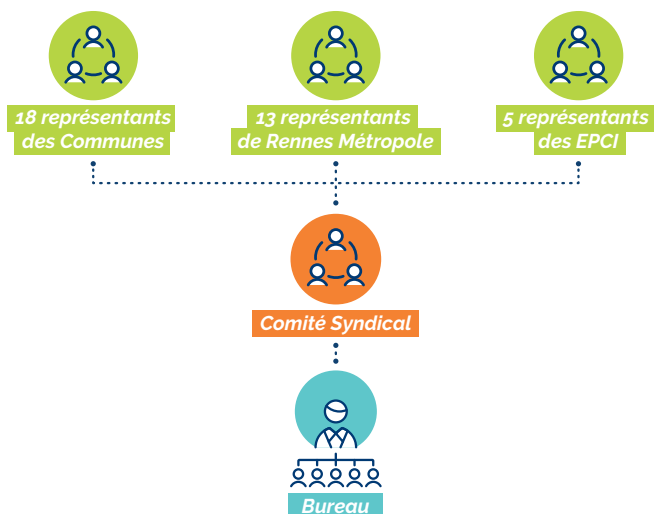 18 représentants
des Communes
13 représentants
de Rennes Métropole
5 représentants
des EPCI
Comité Syndical
Bureau